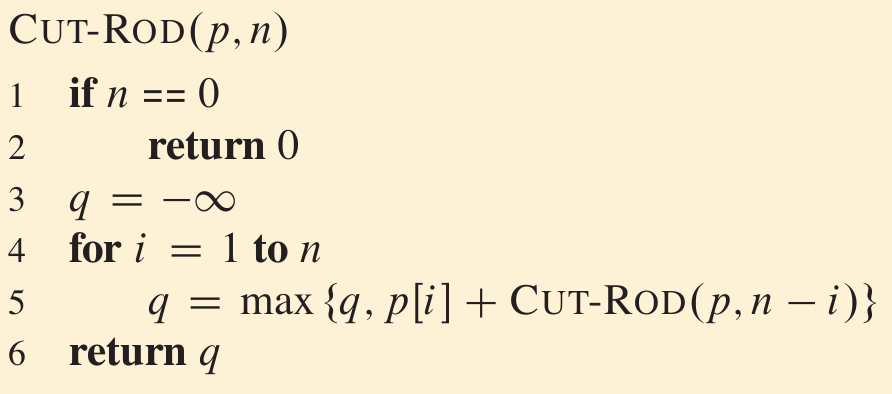 CUT-ROD(p, n)
1 if n == 0
2 return 0
3 q = −∞
4 for i = 1 to n
5 q = max {q, p[i] + CUT-ROD(p, n − i)}
6 return q